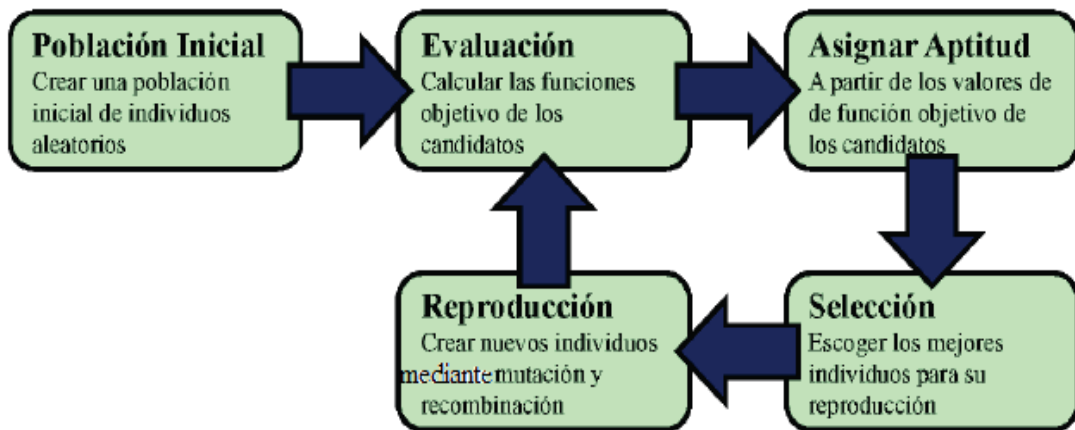 Población Inicial
Crear una población
inicial de individuos
aleatorios
Evaluación
Calcular las funciones
objetivo de los
candidatos
Asignar Aptitud
A partir de los valores de
de función objetivo de
los candidatos
Selección
Escoger los mejores
individuos para su
reproducción
Reproducción
Crear nuevos individuos
mediante mutación y
recombinación